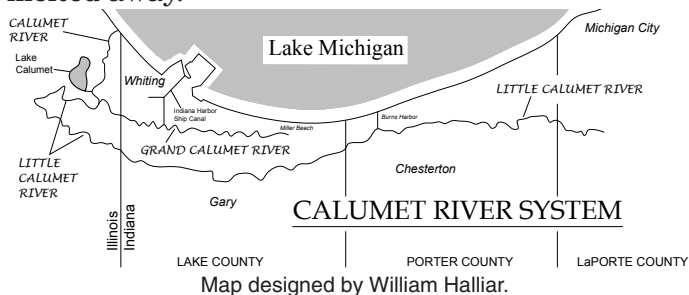 melted away.
CALUMET
RIVER
Michigan City
Lake Michigan
Lake
Calumet
Whiting
LITTLE CALUMET RIVER
Indiana Harbor
Ship Canal
Burns Harbor
Miller Beach
GRAND CALUMET RIVER
LITTLE
CALUMET
RIVER
Chesterton
Gary
CALUMET RIVER SYSTEM
Illinois
Indiana
LAKE COUNTY
PORTER COUNTY
LaPORTE COUNTY
Map designed by William Halliar.